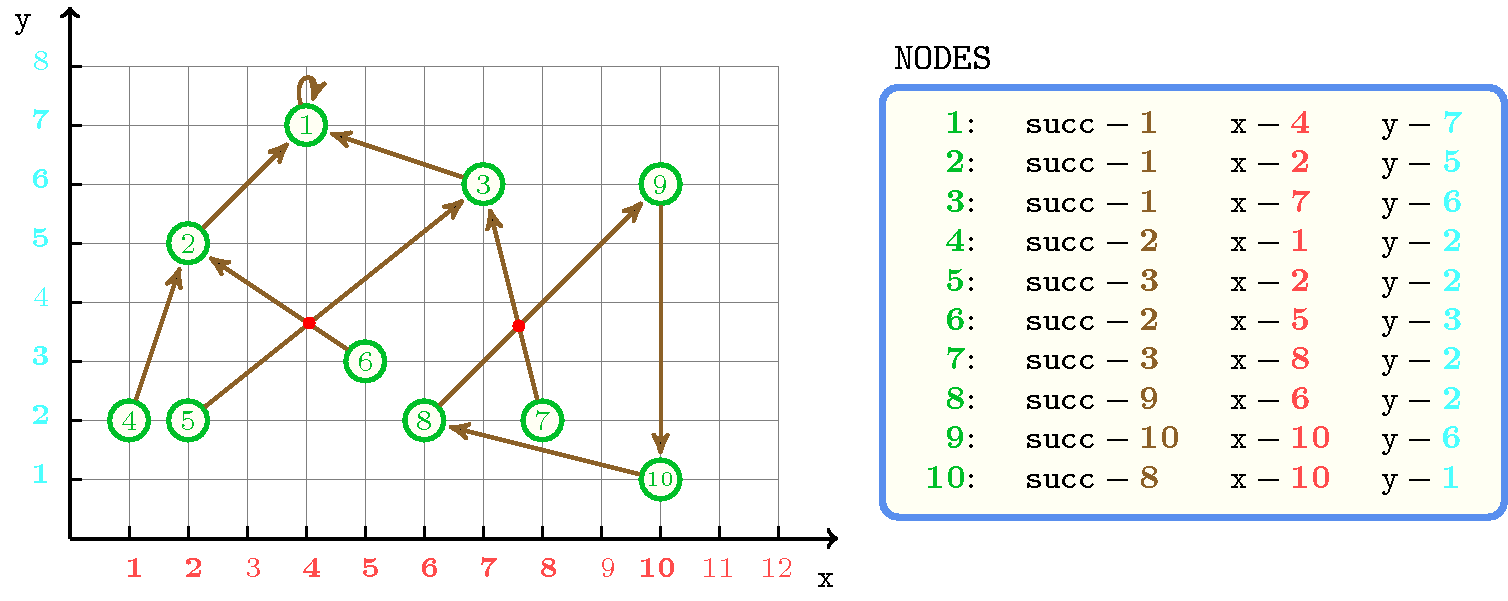 y
8
7
6
5
4
3
2
1
1 2 3 4 5 6 7 8 9 10 11 12
x
1
2
3
9
6
4
5
8
7
10
NODES
1: succ – 1 x – 4 y – 7
2: succ – 1 x – 2 y – 5
3: succ – 1 x – 7 y – 6
4: succ – 2 x – 1 y – 2
5: succ – 3 x – 2 y – 2
6: succ – 2 x – 5 y – 3
7: succ – 3 x – 8 y – 2
8: succ – 9 x – 6 y – 2
9: succ – 10 x – 10 y – 6
10: succ – 8 x – 10 y – 1